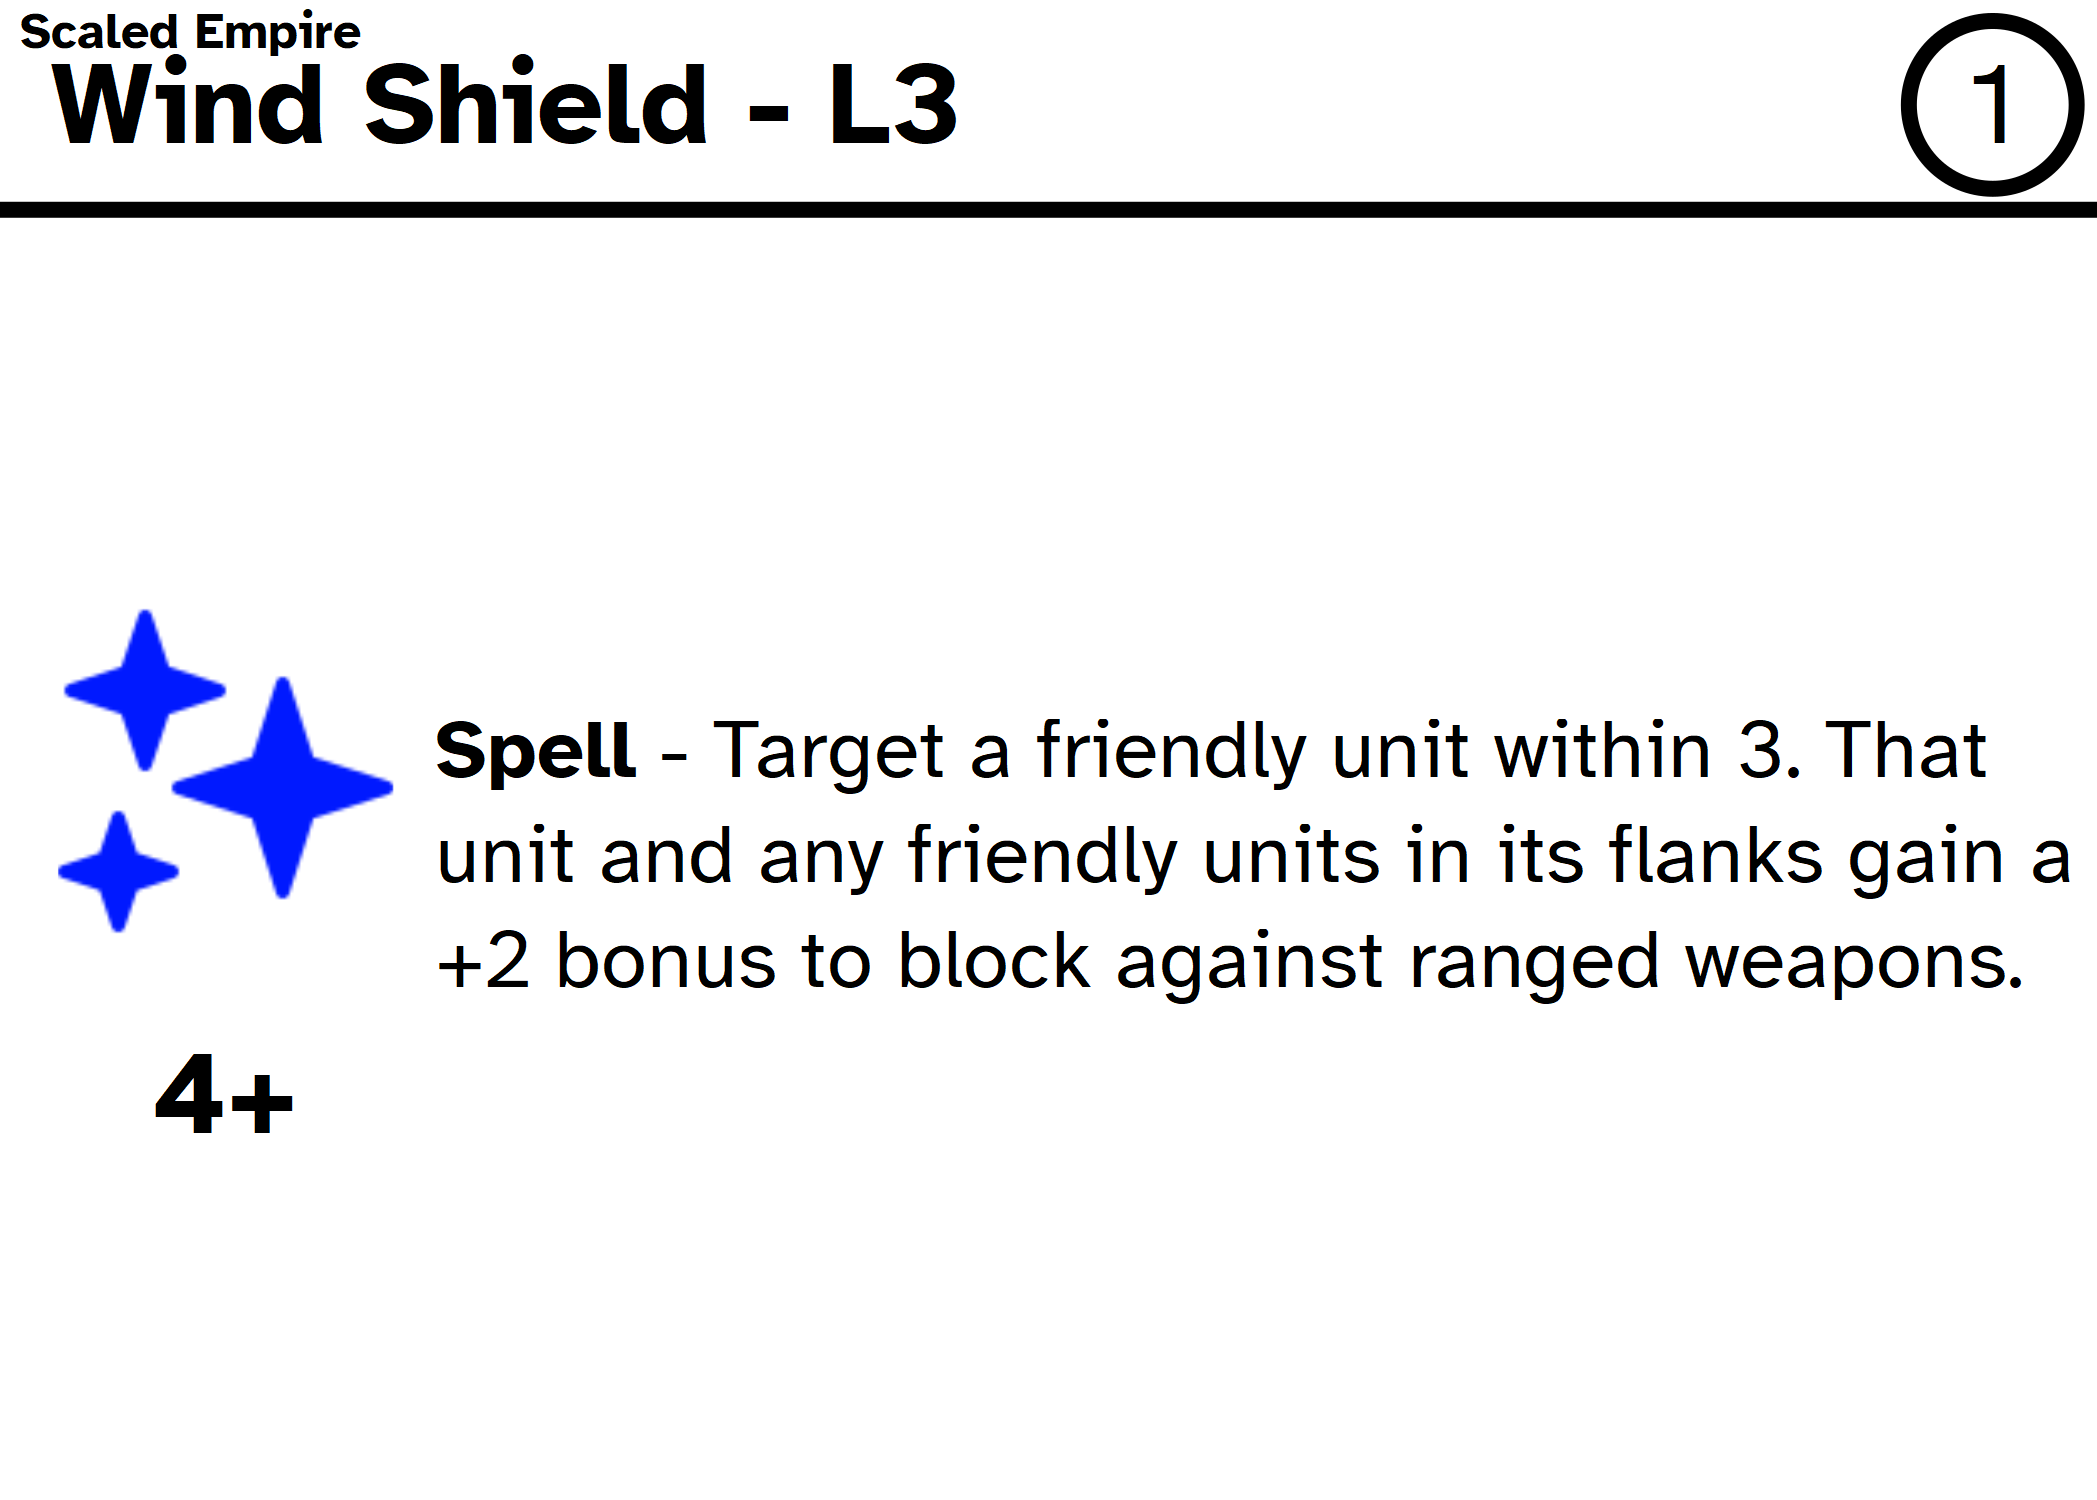 Scaled Empire
Wind Shield - L3
1
Spell - Target a friendly unit within 3. That
unit and any friendly units in its flanks gain a
+2 bonus to block against ranged weapons.
4+